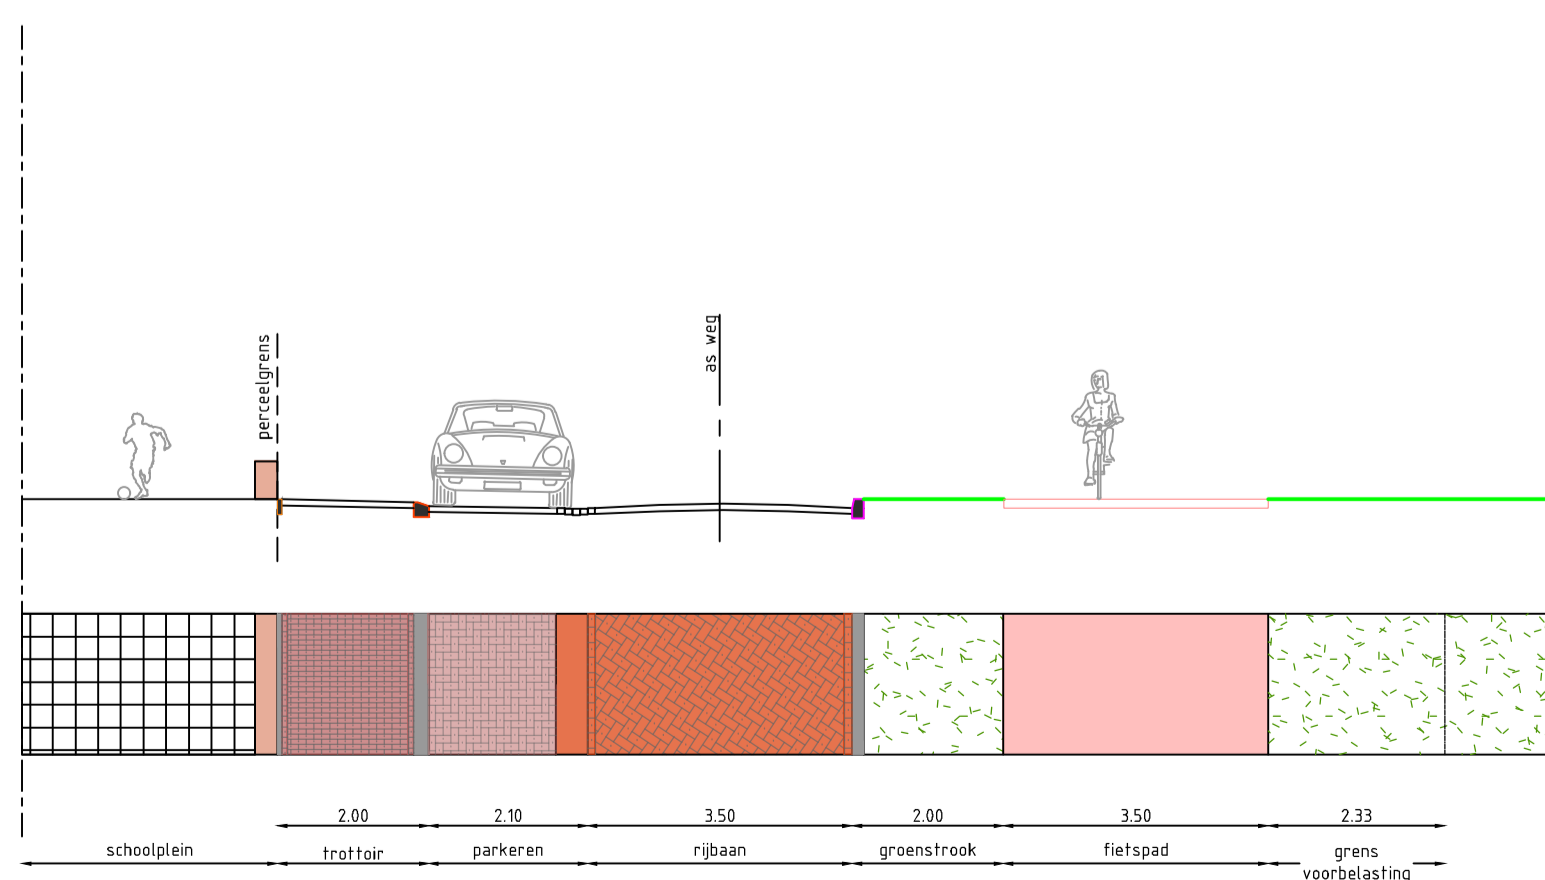 perceelgrens
as weg
2.00
2.10
3.50
2.00
3.50
2.33
schoolplein
trottoir
parkeren
rijbaan
groenstrook
fietspad
grens
voorbelasting